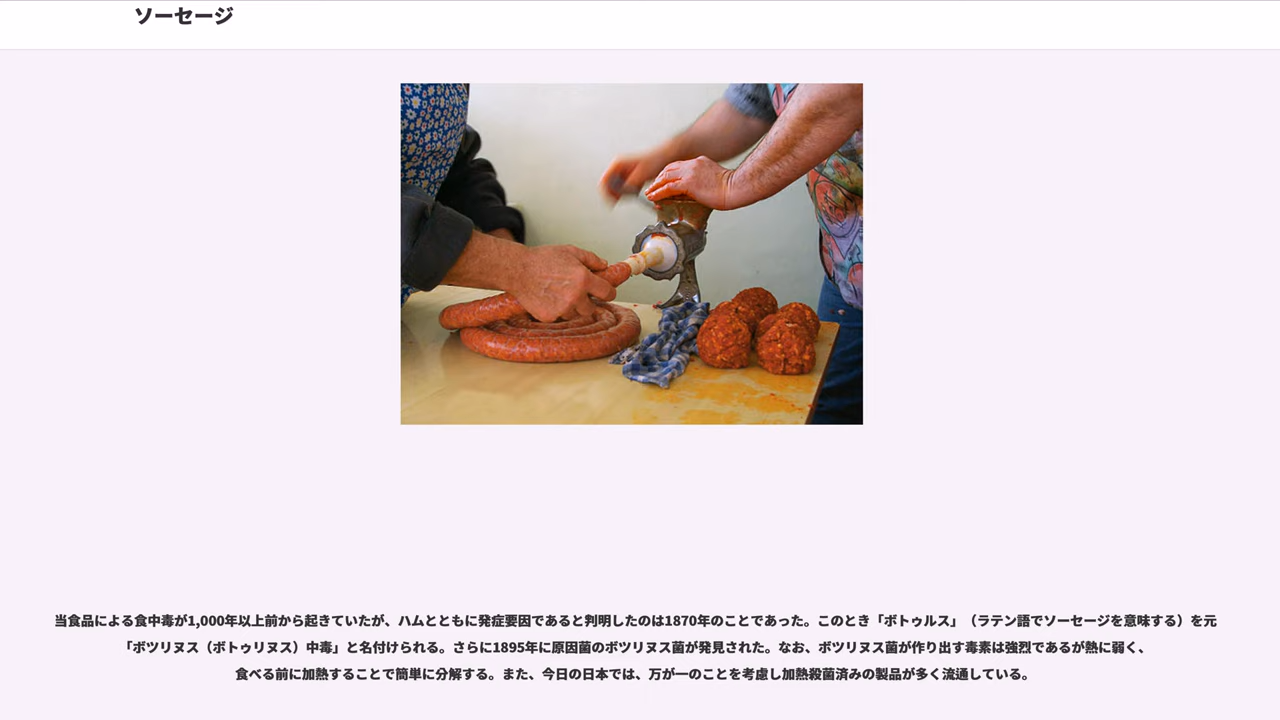 ソーセージ
当食品による食中毒が1,000年以上前から起きていたが、ハムとともに発症要因であると判明したのは1870年のことであった。このとき「ボトゥルス」（ラテン語でソーセージを意味する）を元
「ボツリヌス（ボトゥリヌス）中毒」と名付けられる。さらに1895年に原因菌のボツリヌス菌が発見された。なお、ボツリヌス菌が作り出す毒素は強烈であるが熱に弱く、
食べる前に加熱することで簡単に分解する。また、今日の日本では、万が一のことを考慮し加熱殺菌済みの製品が多く流通している。